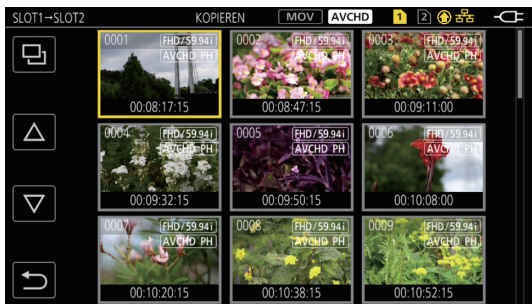 SLOT1→SLOT2 KOPIEREN MOV AVCHD 1 2
0001 FHD/59.94i AVCHD PH 00:08:17:15
0002 FHD/59.94i AVCHD PH 00:08:47:15
0003 FHD/59.94i AVCHD PH 00:09:11:00
0004 FHD/59.94i AVCHD PH 00:09:32:15
0005 FHD/59.94i AVCHD PH 00:09:50:15
0006 FHD/59.94i AVCHD PH 00:10:08:00
0007 FHD/59.94i AVCHD PH 00:10:20:15
0008 FHD/59.94i AVCHD PH 00:10:38:15
0009 FHD/59.94i AVCHD PH 00:10:52:15